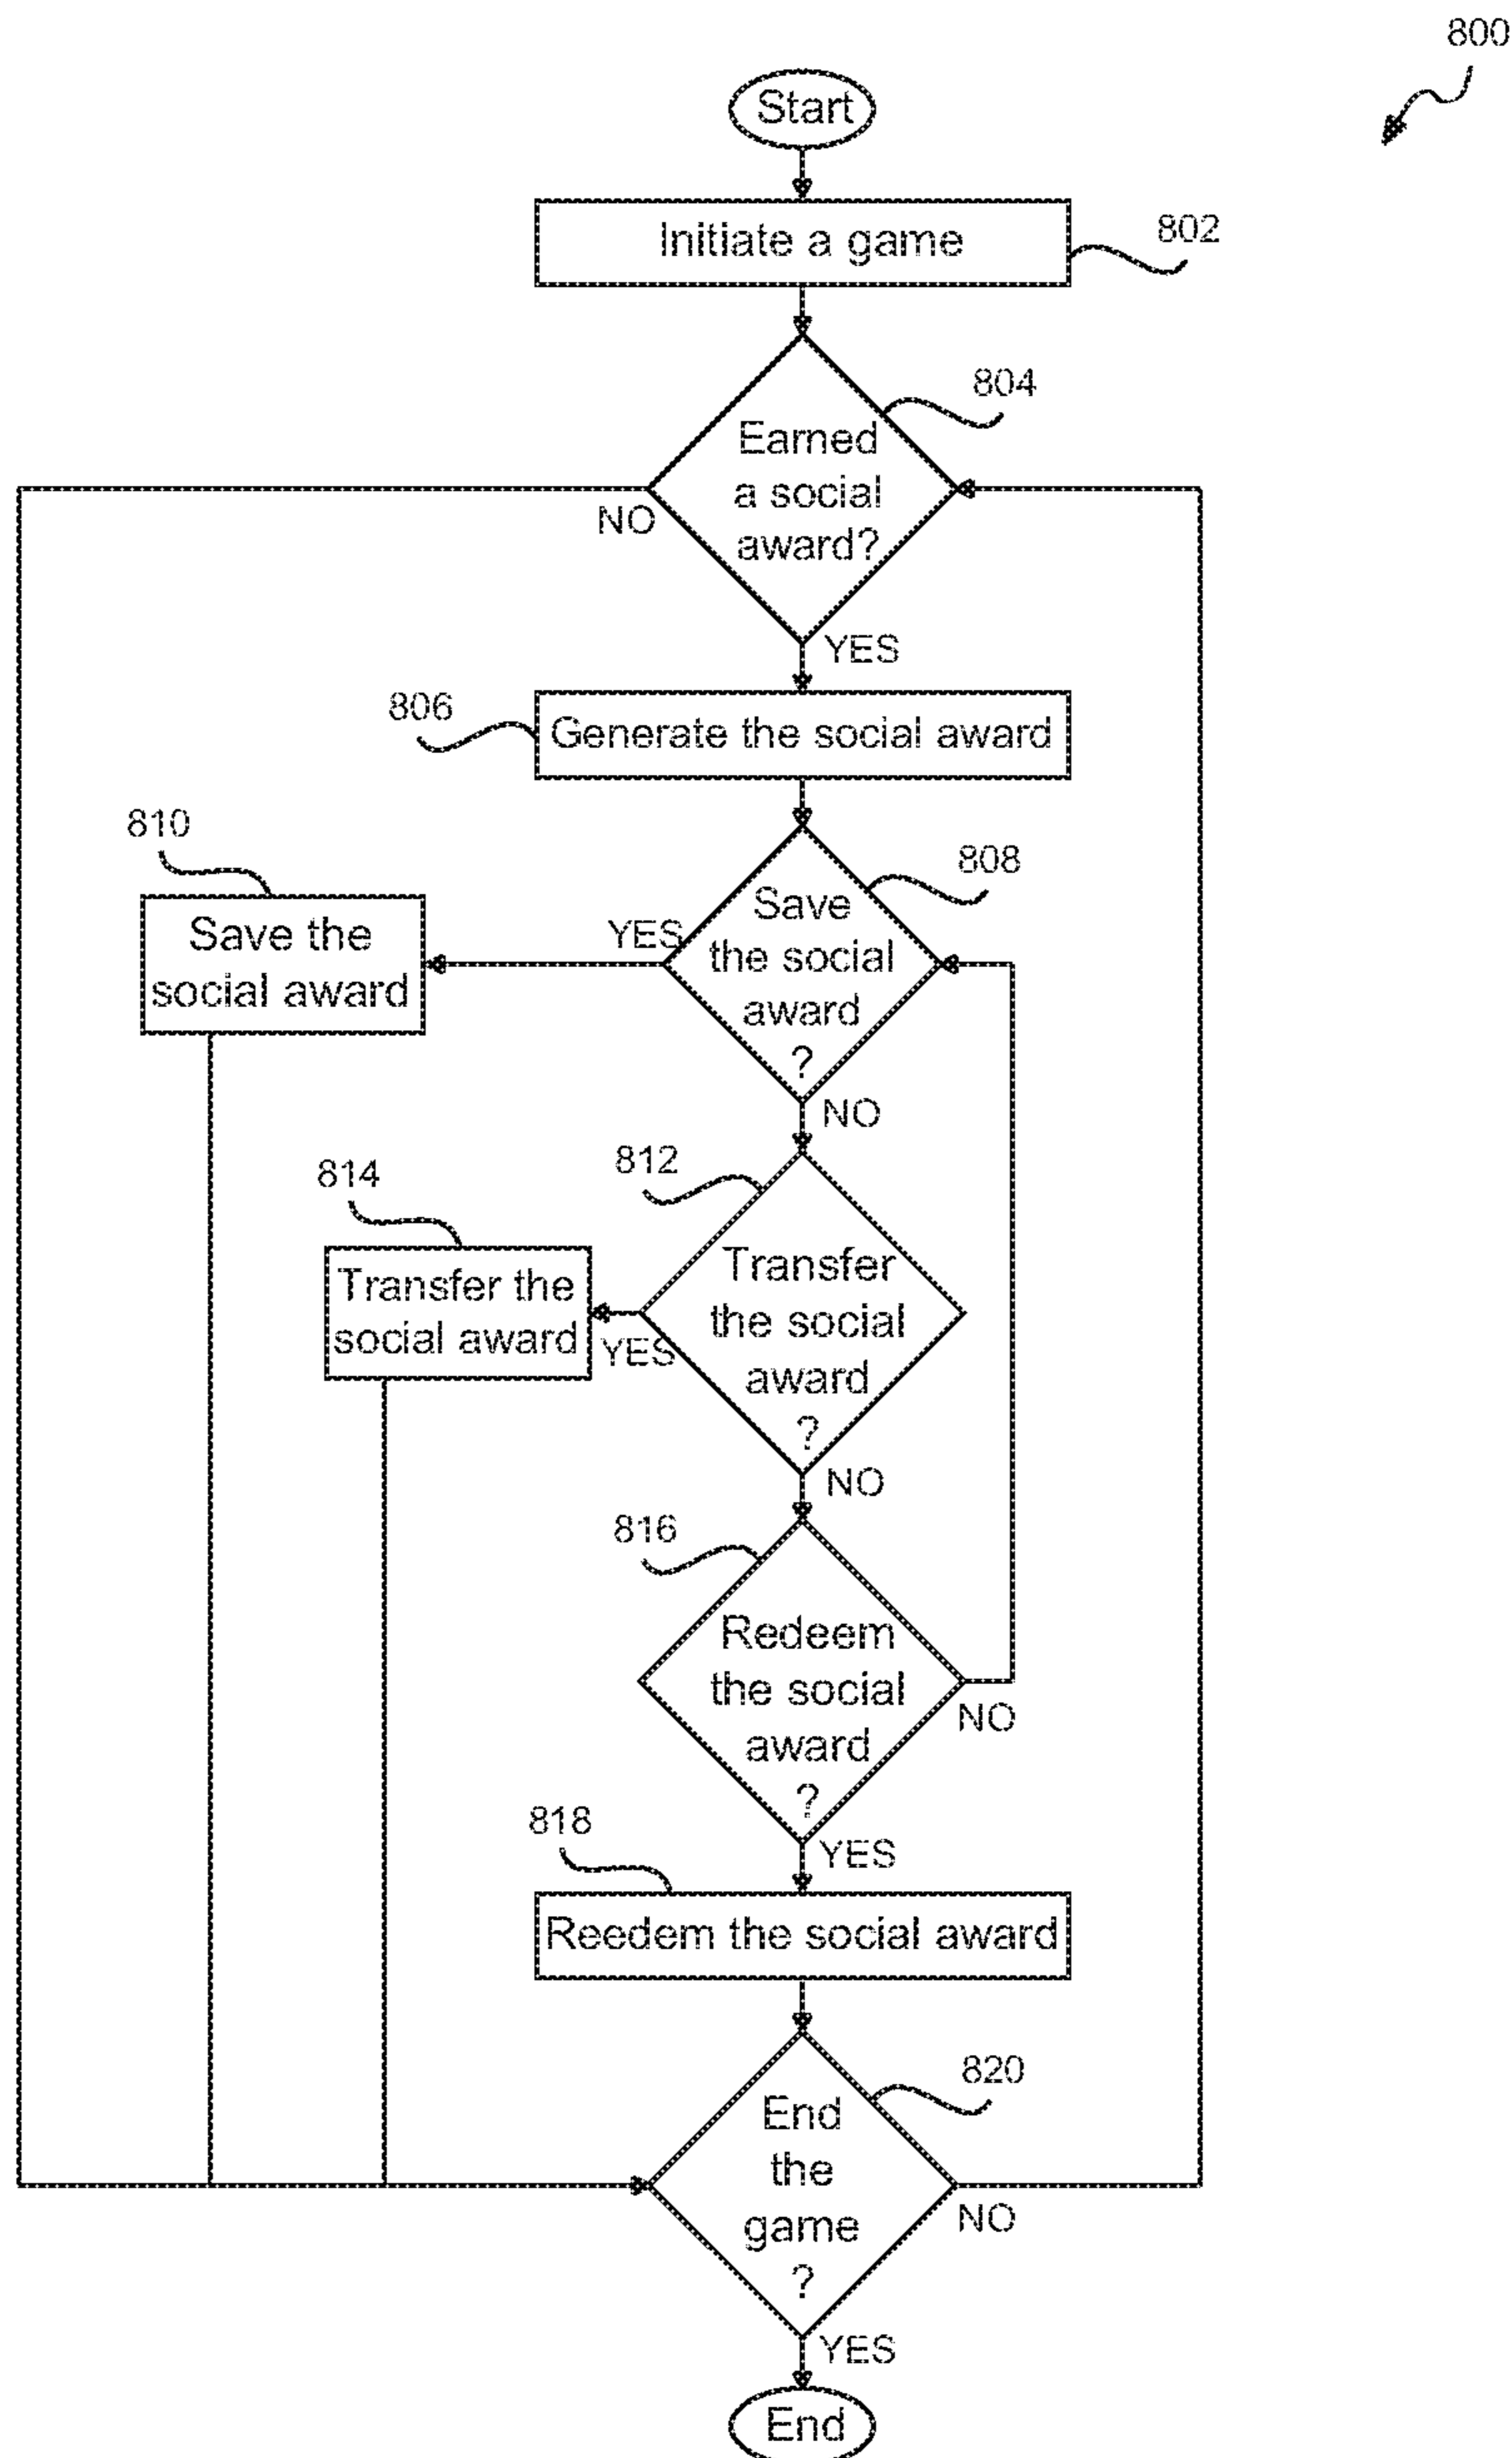 800
Start
Initiate a game
802
804
Earned
a social
award?
NO
YES
806
Generate the social award
810
808
Save the
social award
YES
Save
the social
award
?
NO
814
812
Transfer the
social award
YES
Transfer
the social
award
?
NO
816
Redeem
the social
award
?
NO
YES
818
Reedem the social award
820
End
the
game
?
NO
YES
End